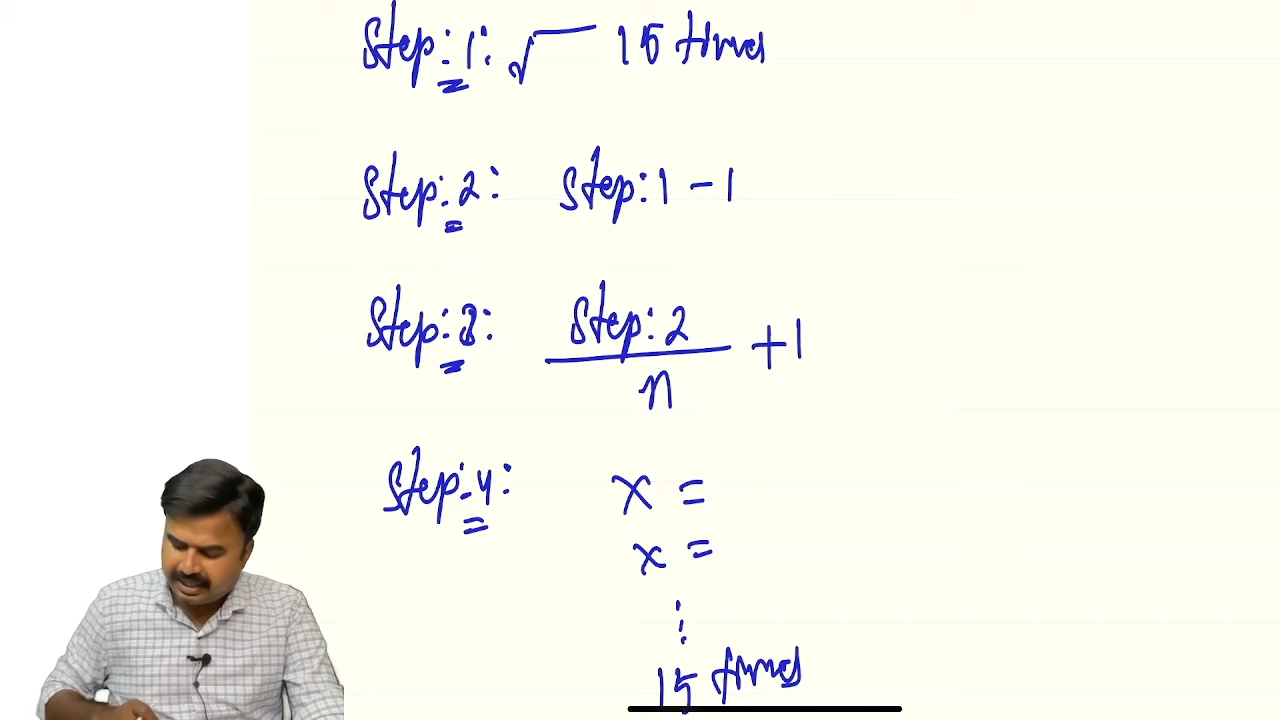 Step: 1: √ 15 times
Step: 2: Step: 1 - 1
Step: 3: Step: 2 / n + 1
Step: 4: x =
x =
⋮
15 times